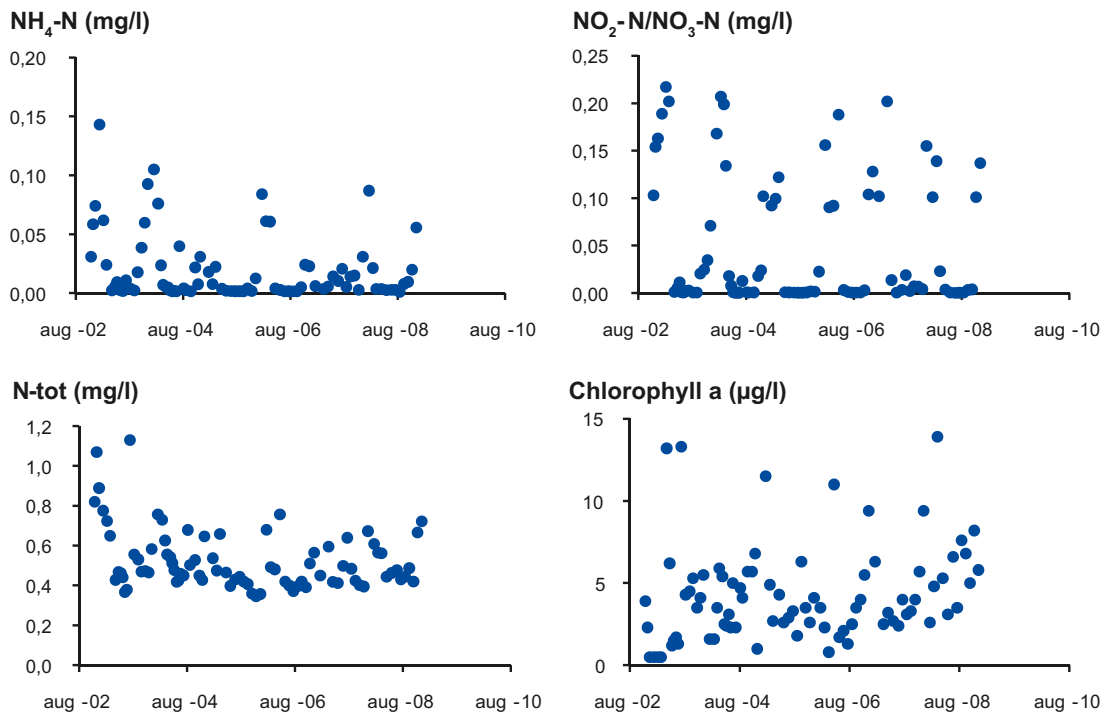 NH₄-N (mg/l)
0,20
0,15
0,10
0,05
0,00
aug -02 aug -04 aug -06 aug -08 aug -10
NO₂-N/NO₃-N (mg/l)
0,25
0,20
0,15
0,10
0,05
0,00
aug -02 aug -04 aug -06 aug -08 aug -10
N-tot (mg/l)
1,2
1,0
0,8
0,6
0,4
0,2
0,0
aug -02 aug -04 aug -06 aug -08 aug -10
Chlorophyll a (µg/l)
15
10
5
0
aug -02 aug -04 aug -06 aug -08 aug -10